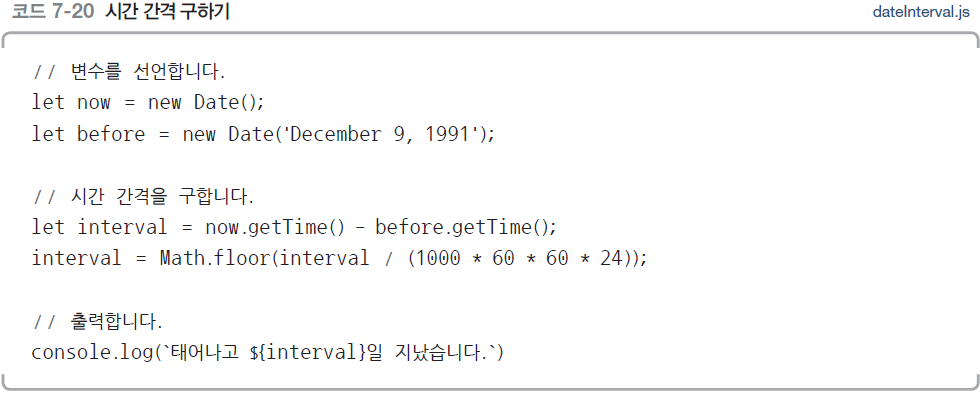 코드 7-20 시간 간격 구하기 dateInterval.js
// 변수를 선언합니다.
let now = new Date();
let before = new Date('December 9, 1991');
// 시간 간격을 구합니다.
let interval = now.getTime() - before.getTime();
interval = Math.floor(interval / (1000 * 60 * 60 * 24));
// 출력합니다.
console.log(`태어나고 ${interval}일 지났습니다.`)